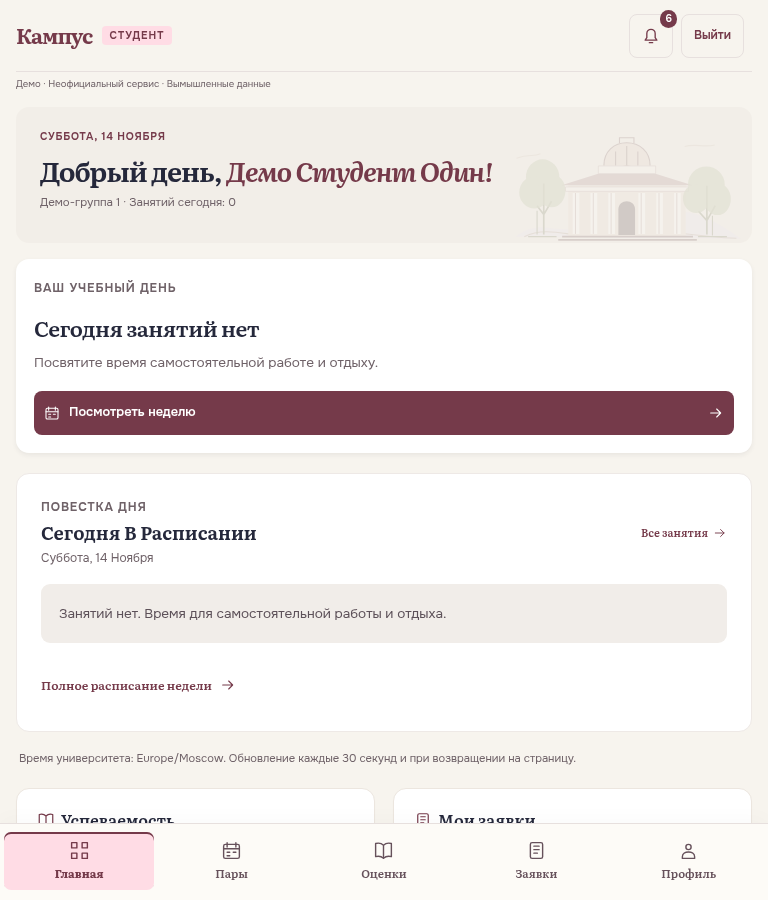 Кампус СТУДЕНТ
6
Выйти
Демо · Неофициальный сервис · Вымышленные данные
СУББОТА, 14 НОЯБРЯ
Добрый день, Демо Студент Один!
Демо-группа 1 · Занятий сегодня: 0
ВАШ УЧЕБНЫЙ ДЕНЬ
Сегодня занятий нет
Посвятите время самостоятельной работе и отдыху.
Посмотреть неделю
ПОВЕСТКА ДНЯ
Сегодня В Расписании
Все занятия
Суббота, 14 Ноября
Занятий нет. Время для самостоятельной работы и отдыха.
Полное расписание недели
Время университета: Europe/Moscow. Обновление каждые 30 секунд и при возвращении на страницу.
Успеваемость
Мои заявки
Главная
Пары
Оценки
Заявки
Профиль